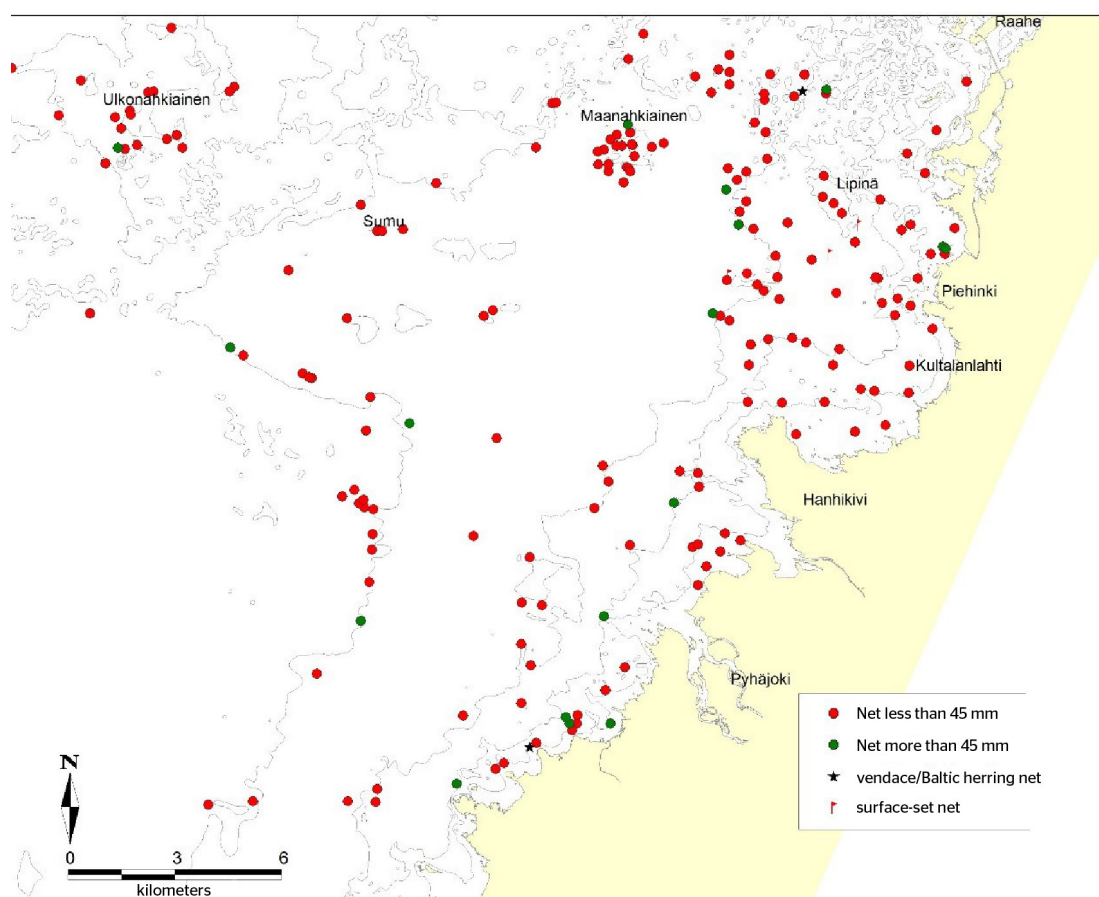 Raahe
Ulkonahkiainen
Maanahkiainen
Lipinä
Sumu
Piehinki
Kultalanlahti
Hanhikivi
Pyhäjoki
Net less than 45 mm
Net more than 45 mm
vendace/Baltic herring net
surface-set net
N
0 3 6
kilometers